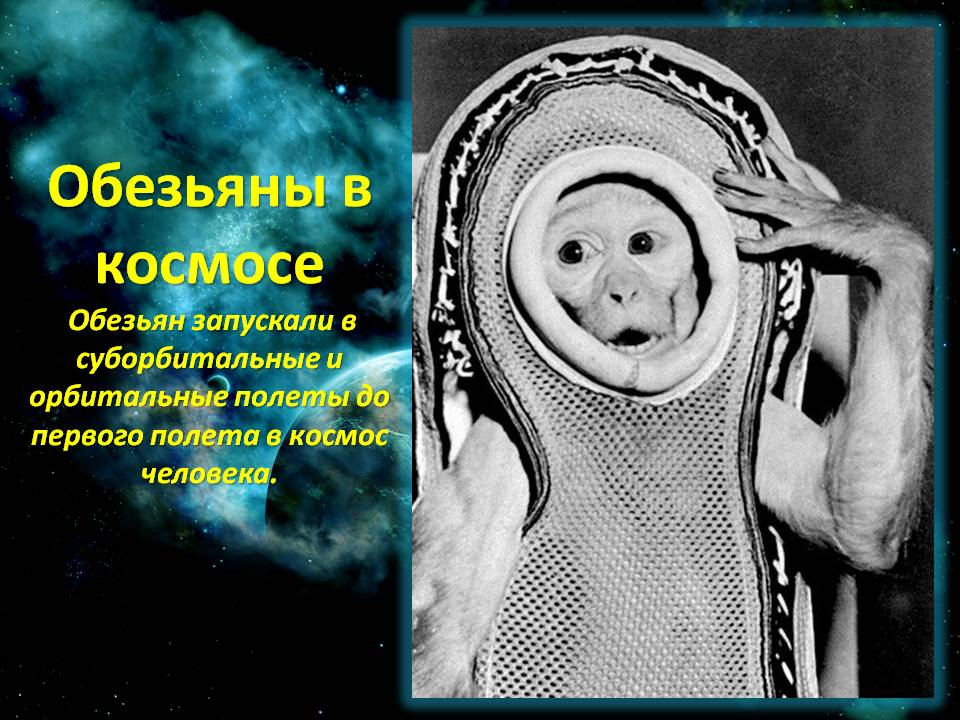 Обезьяны в
космосе
Обезьян запускали в
суборбитальные и
орбитальные полеты до
первого полета в космос
человека.